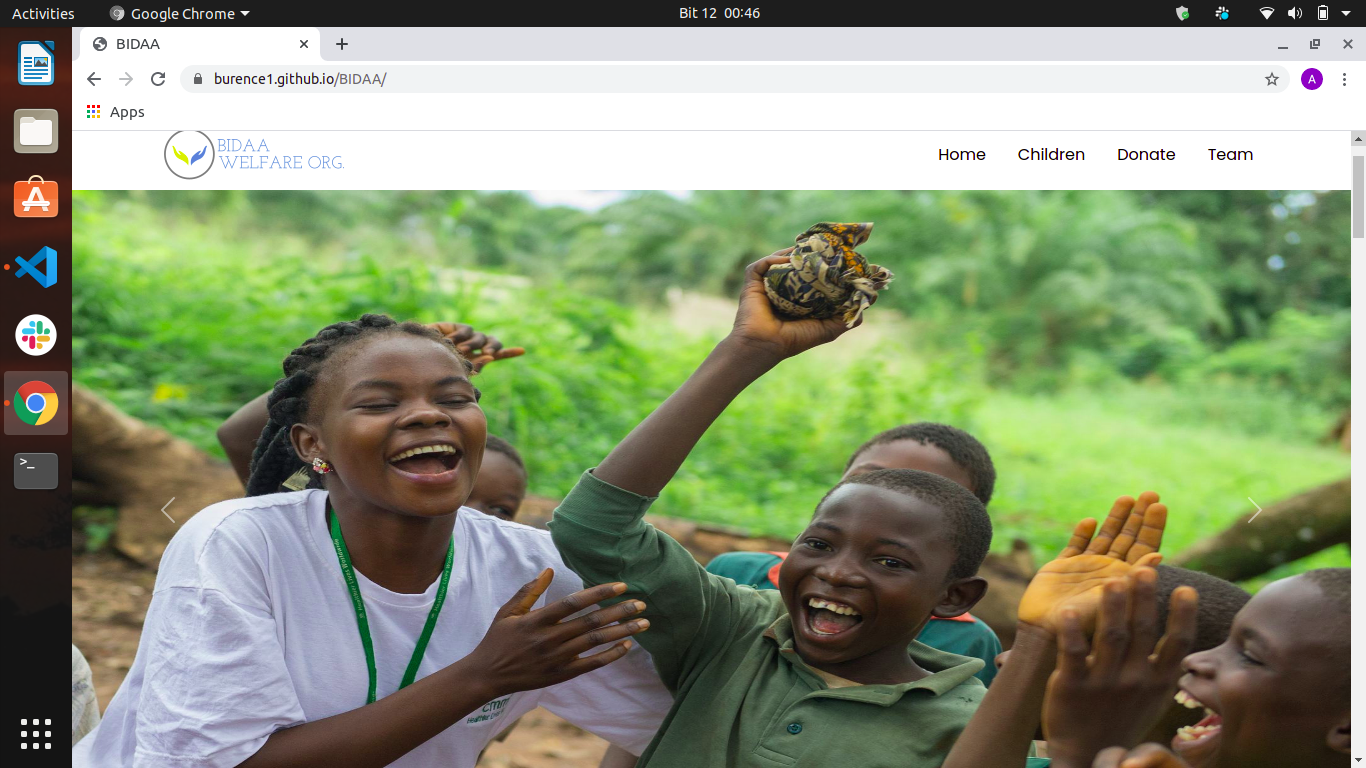 Activities
Google Chrome
Bit 12 00:46
BIDAA
burence1.github.io/BIDAA/
A
Apps
BIDAA
WELFARE ORG.
Home
Children
Donate
Team
>_